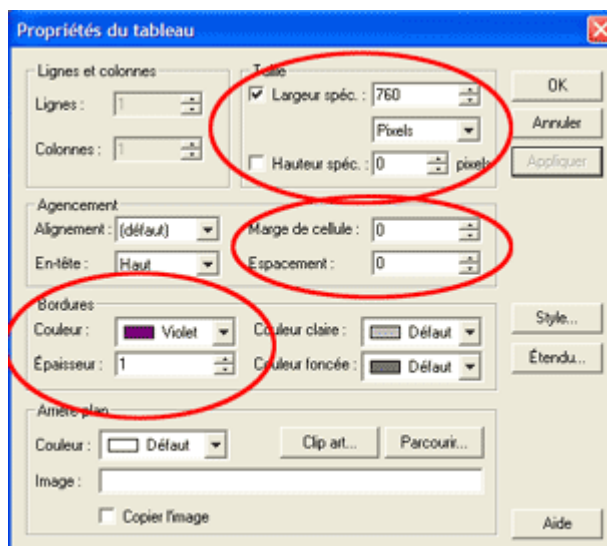 Propriétés du tableau
Lignes et colonnes
Lignes : 1
Colonnes : 1
Taille
Largeur spéc. : 760
Pixels
Hauteur spéc. : 0 pixels
OK
Annuler
Appliquer
Agencement
Alignement : (défaut)
En-tête : Haut
Marge de cellule : 0
Espacement : 0
Bordures
Couleur : Violet
Épaisseur : 1
Couleur claire : Défaut
Couleur foncée : Défaut
Style...
Étendu...
Arrière plan
Couleur : Défaut
Clip art...
Parcourir...
Image :
Copier l'image
Aide